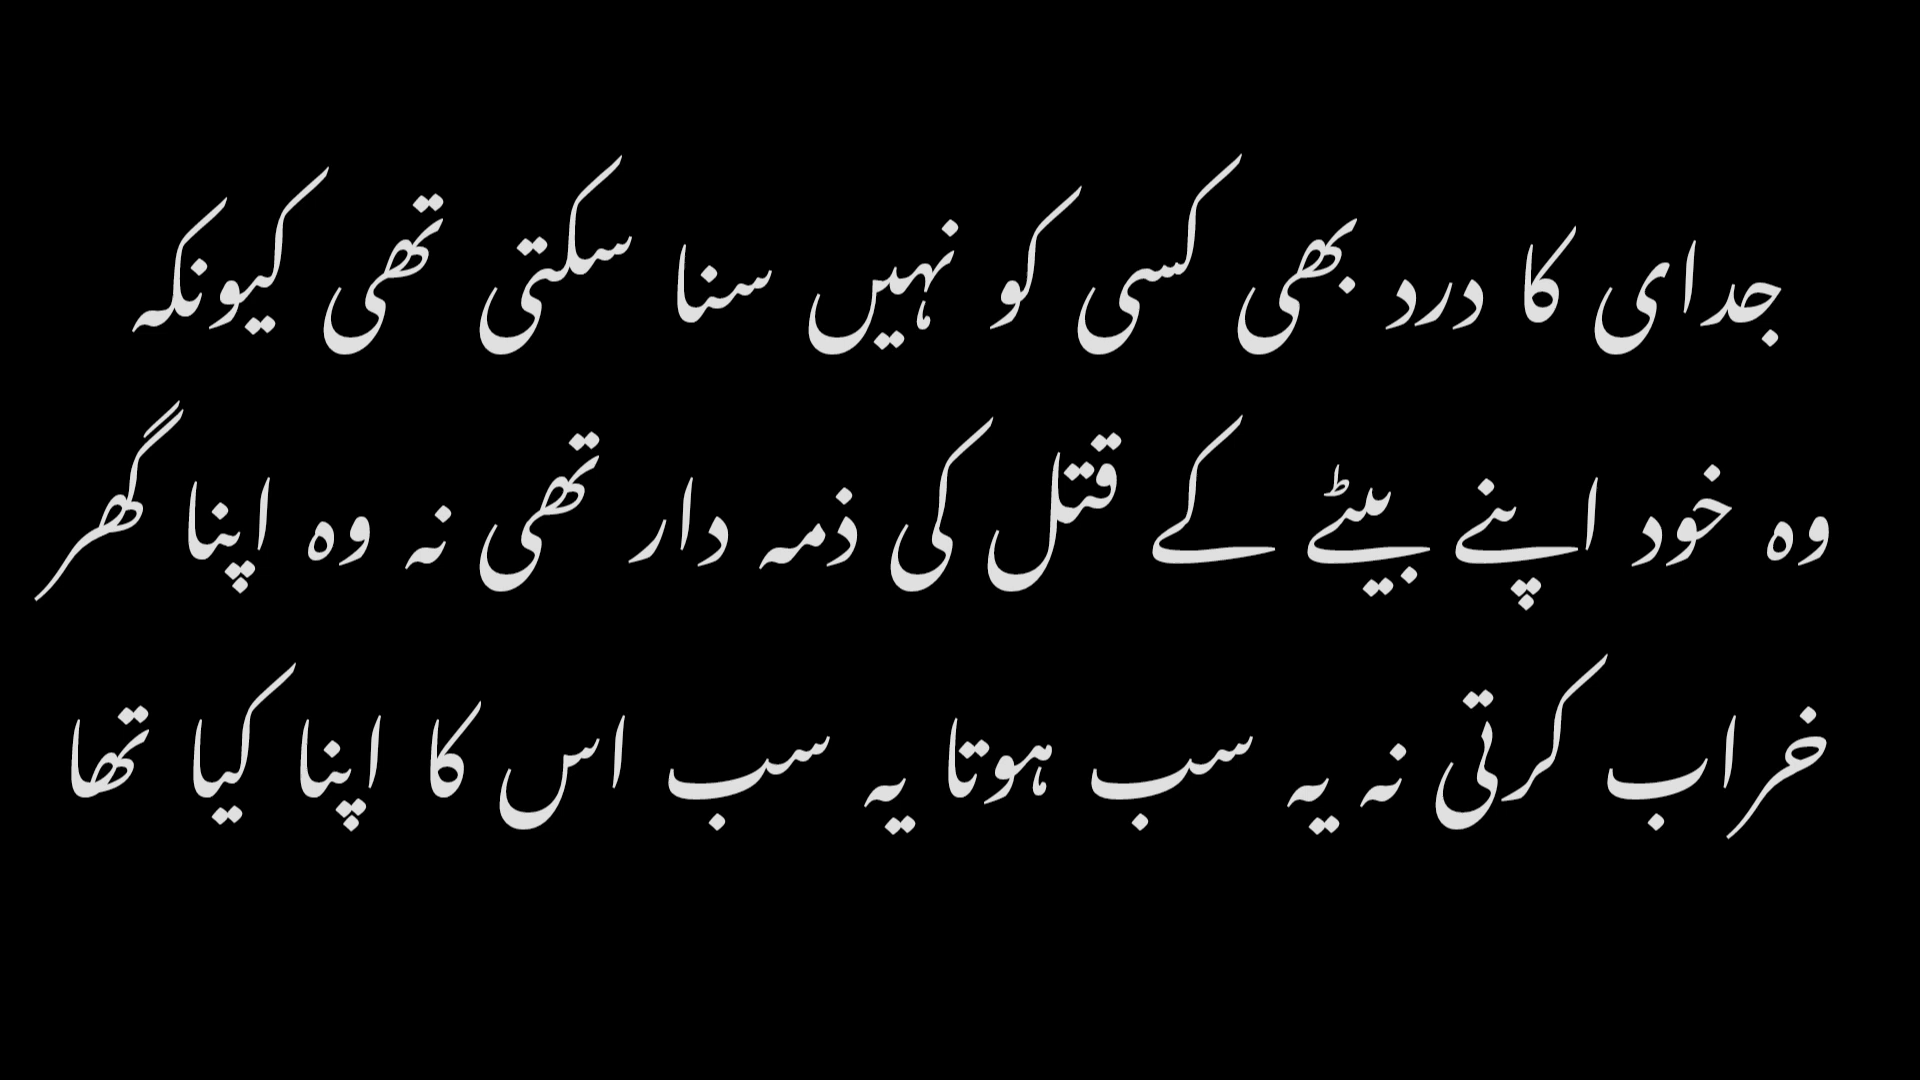 جدای کا درد بھی کسی کو نہیں سنا سکتی تھی کیونکہ
وہ خود اپنے بیٹے کے قتل کی ذمہ دار تھی نہ وہ اپنا گھر
خراب کرتی نہ یہ سب ہوتا یہ سب اس کا اپنا کیا تھا